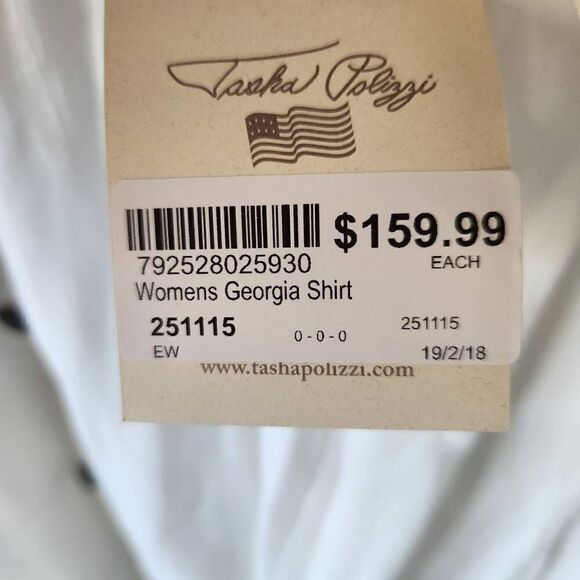 Tasha Polizzi
$159.99
792528025930
EACH
Womens Georgia Shirt
251115
0-0-0
251115
EW
19/2/18
www.tashapolizzi.com